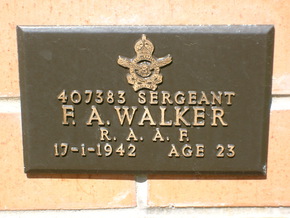 407383 SERGEANT
F. A. WALKER
R. A. A. F.
17-1-1942 AGE 23